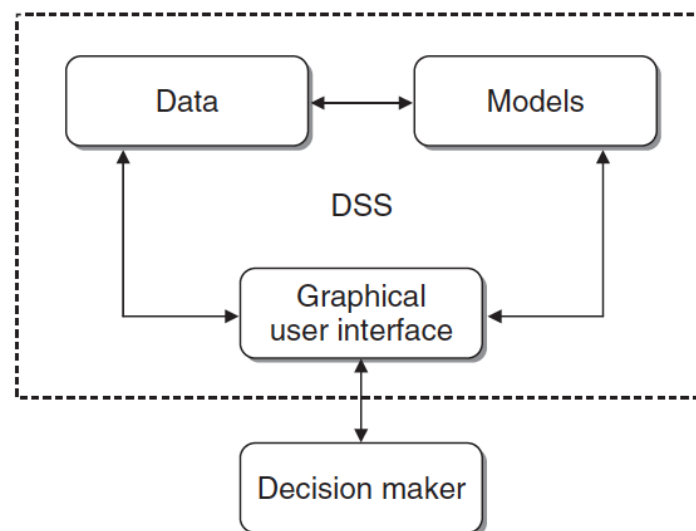 Data
Models
DSS
Graphical
user interface
Decision maker